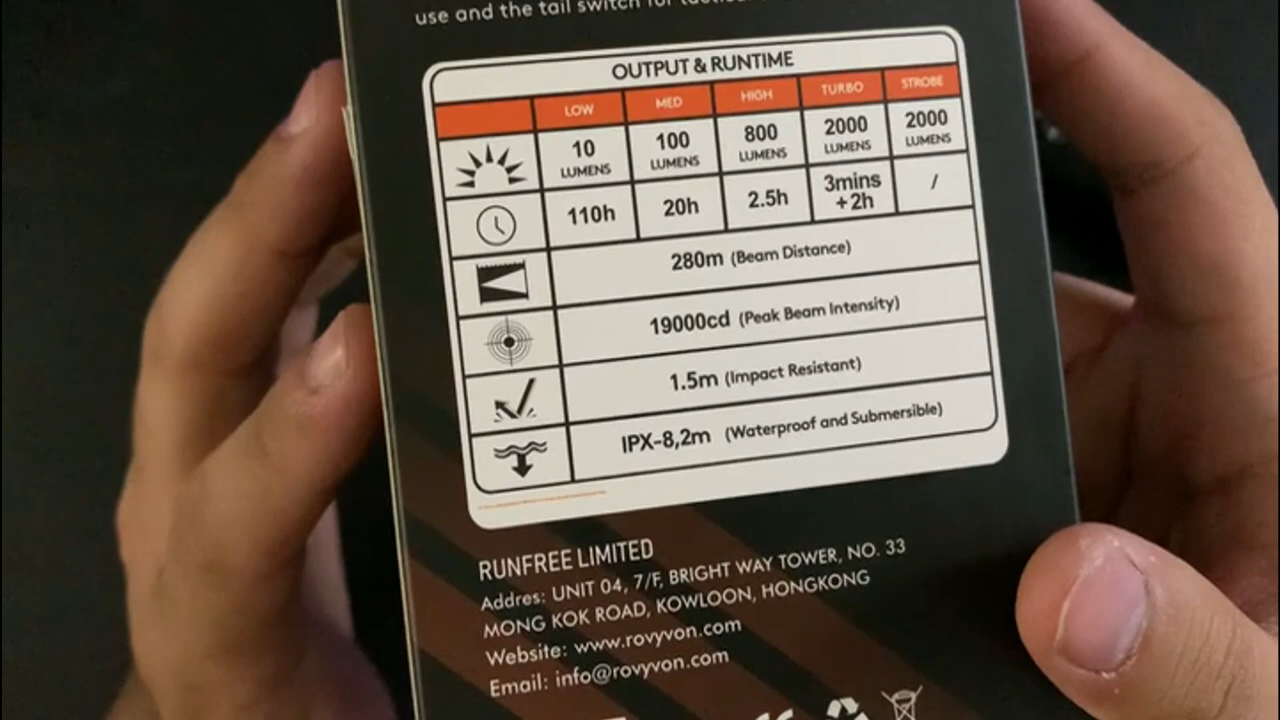 use and the tail switch for tactical
OUTPUT & RUNTIME
LOW MED HIGH TURBO STROBE
10 LUMENS 100 LUMENS 800 LUMENS 2000 LUMENS 2000 LUMENS
110h 20h 2.5h 3mins +2h /
280m (Beam Distance)
19000cd (Peak Beam Intensity)
1.5m (Impact Resistant)
IPX-8,2m (Waterproof and Submersible)
RUNFREE LIMITED
Addres: UNIT 04, 7/F, BRIGHT WAY TOWER, NO. 33
MONG KOK ROAD, KOWLOON, HONGKONG
Website: www.rovyvon.com
Email: info@rovyvon.com